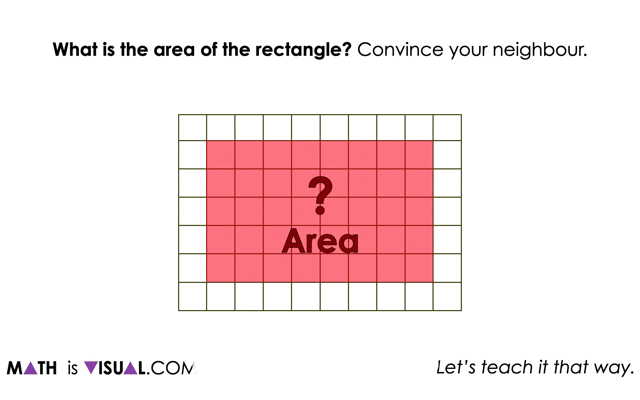 What is the area of the rectangle? Convince your neighbour.
?
Area
MATH is VISUAL.COM
Let's teach it that way.